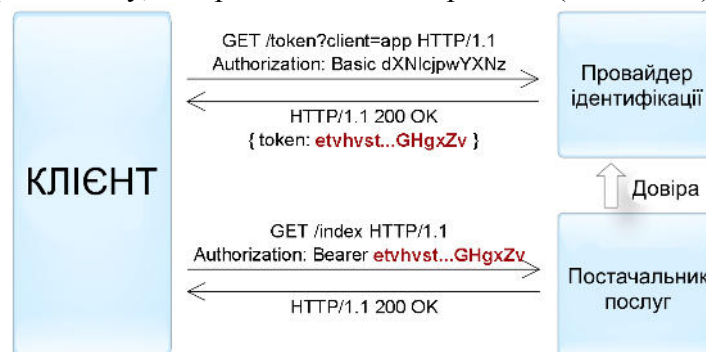 GET /token?client=app HTTP/1.1
Authorization: Basic dXNlcjpwYXNz
HTTP/1.1 200 OK
{ token: etvhvst...GHgxZv }
Провайдер
ідентифікації
КЛІЄНТ
Довіра
GET /index HTTP/1.1
Authorization: Bearer etvhvst...GHgxZv
HTTP/1.1 200 OK
Постачальник
послуг